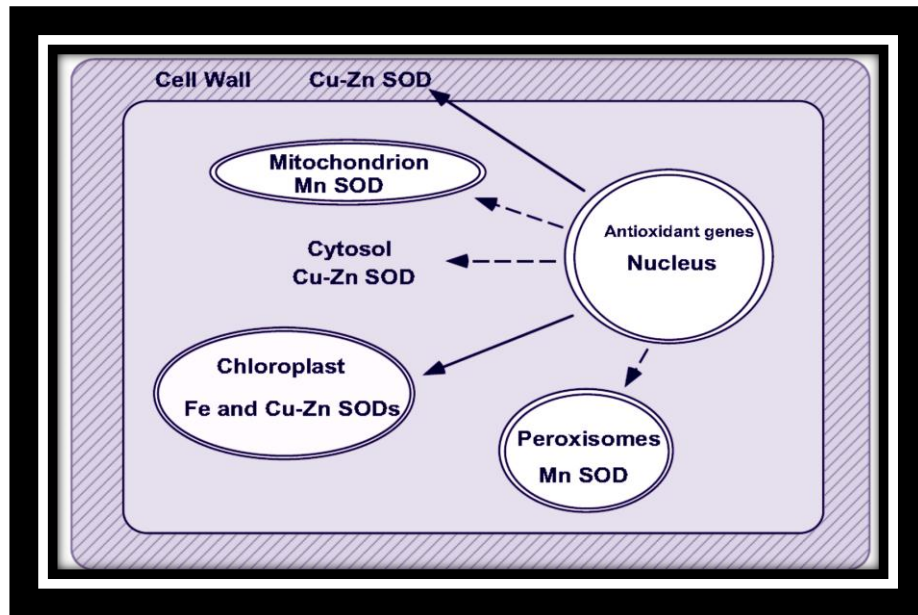 Cell Wall Cu-Zn SOD
Mitochondrion
Mn SOD
Antioxidant genes
Nucleus
Cytosol
Cu-Zn SOD
Chloroplast
Fe and Cu-Zn SODs
Peroxisomes
Mn SOD